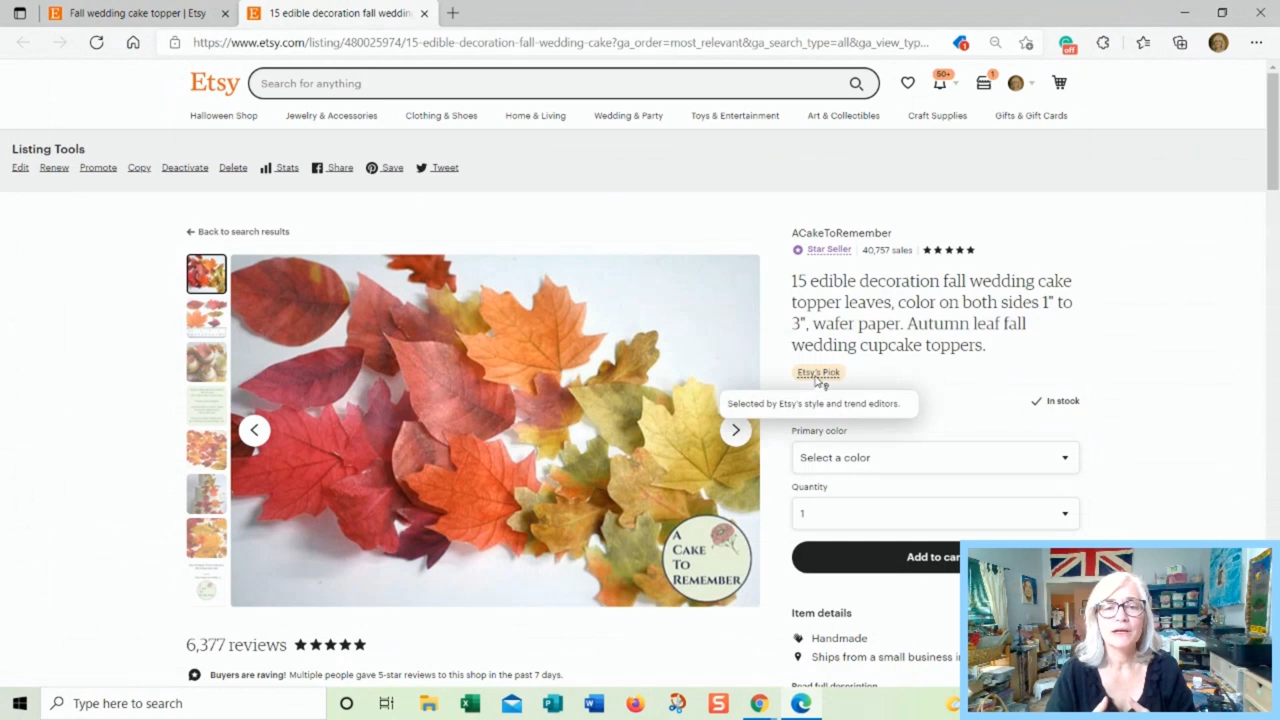 Fall wedding cake topper | Etsy
15 edible decoration fall weddin
https://www.etsy.com/listing/480025974/15-edible-decoration-fall-wedding-cake?ga_order=most_relevant&ga_search_type=all&ga_view_typ...
1
off
Etsy
Search for anything
50+
1
Halloween Shop
Jewelry & Accessories
Clothing & Shoes
Home & Living
Wedding & Party
Toys & Entertainment
Art & Collectibles
Craft Supplies
Gifts & Gift Cards
Listing Tools
Edit Renew Promote Copy Deactivate Delete Stats Share Save Tweet
Back to search results
ACakeToRemember
Star Seller 40,757 sales
15 edible decoration fall wedding cake
topper leaves, color on both sides 1" to
3", wafer paper. Autumn leaf fall
wedding cupcake toppers.
Etsy's Pick
Selected by Etsy's style and trend editors.
In stock
Primary color
Select a color
Quantity
1
Add to car
A
CAKE
TO
REMEMBER
Item details
Handmade
Ships from a small business i
Read full description
6,377 reviews
Buyers are raving! Multiple people gave 5-star reviews to this shop in the past 7 days.
Type here to search